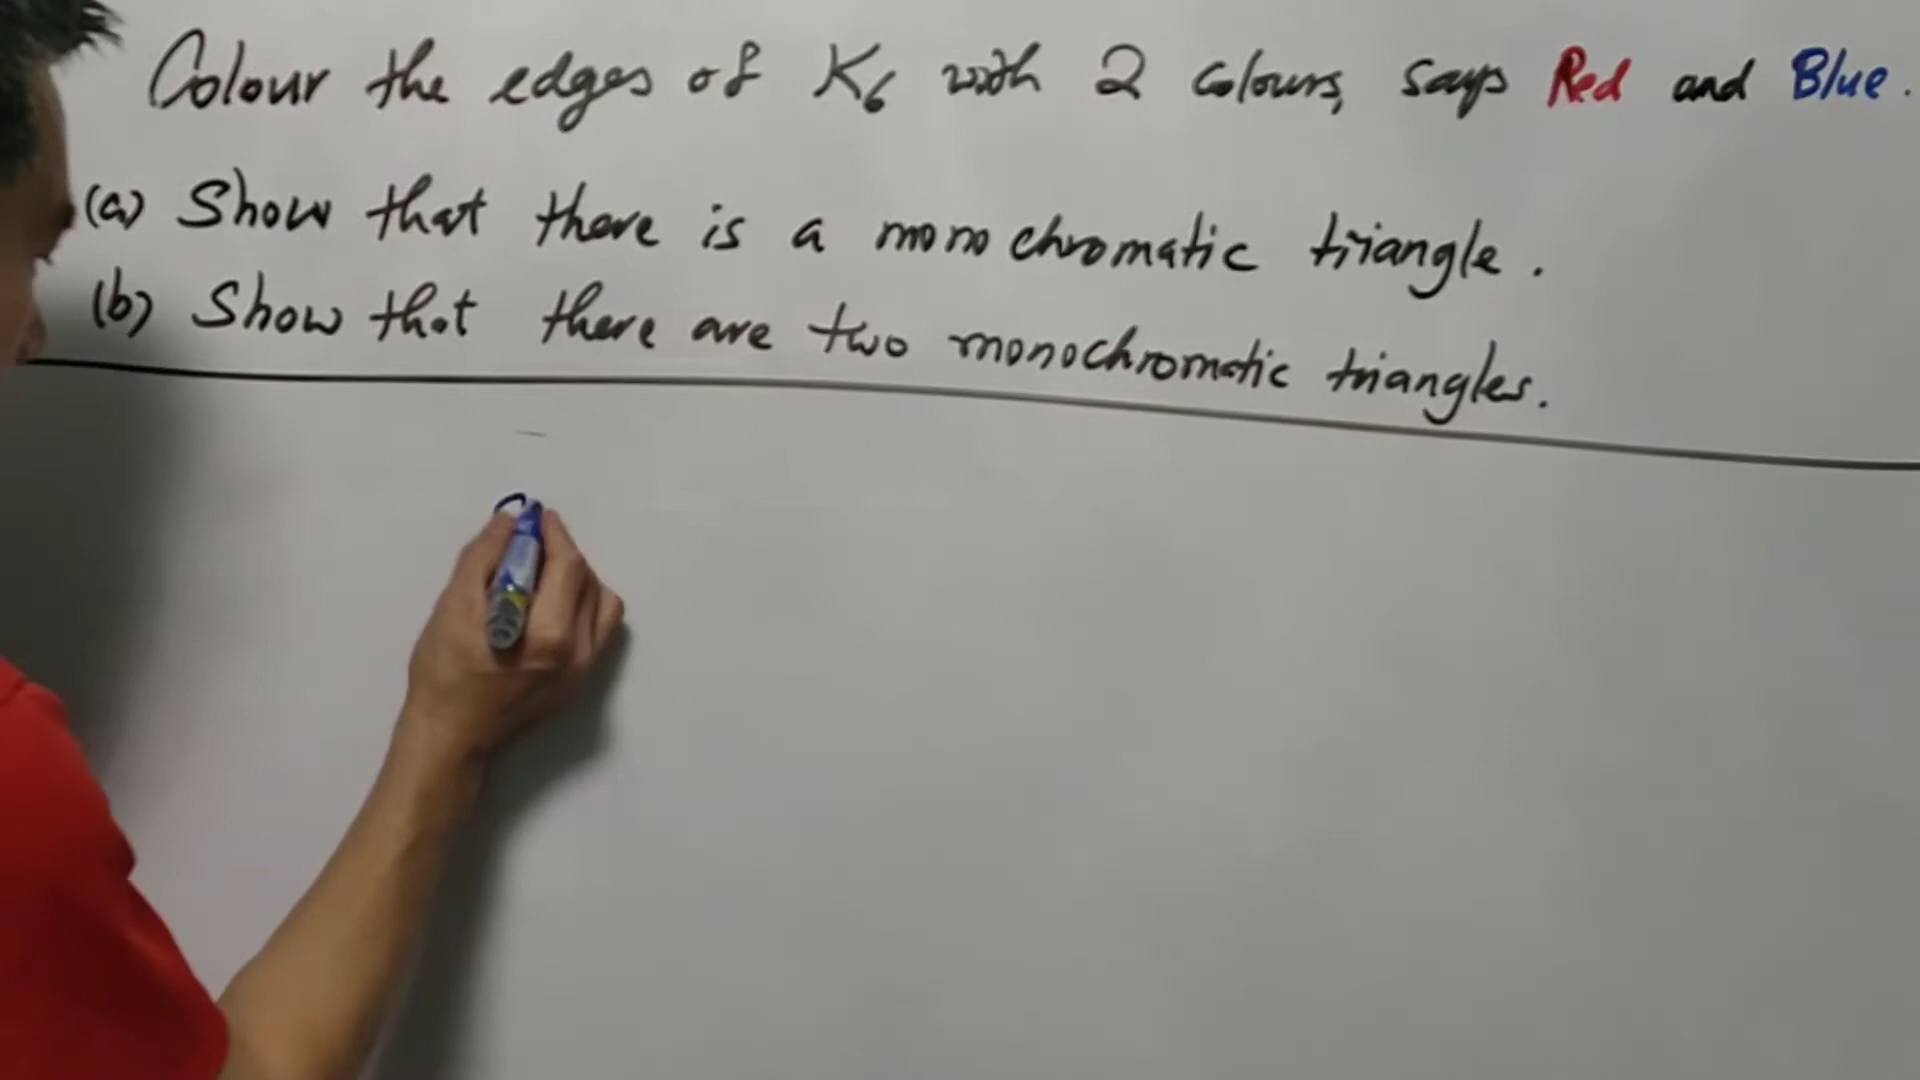 Colour the edges of K6 with 2 colours, says Red and Blue.
(a) Show that there is a monochromatic triangle.
(b) Show that there are two monochromatic triangles.